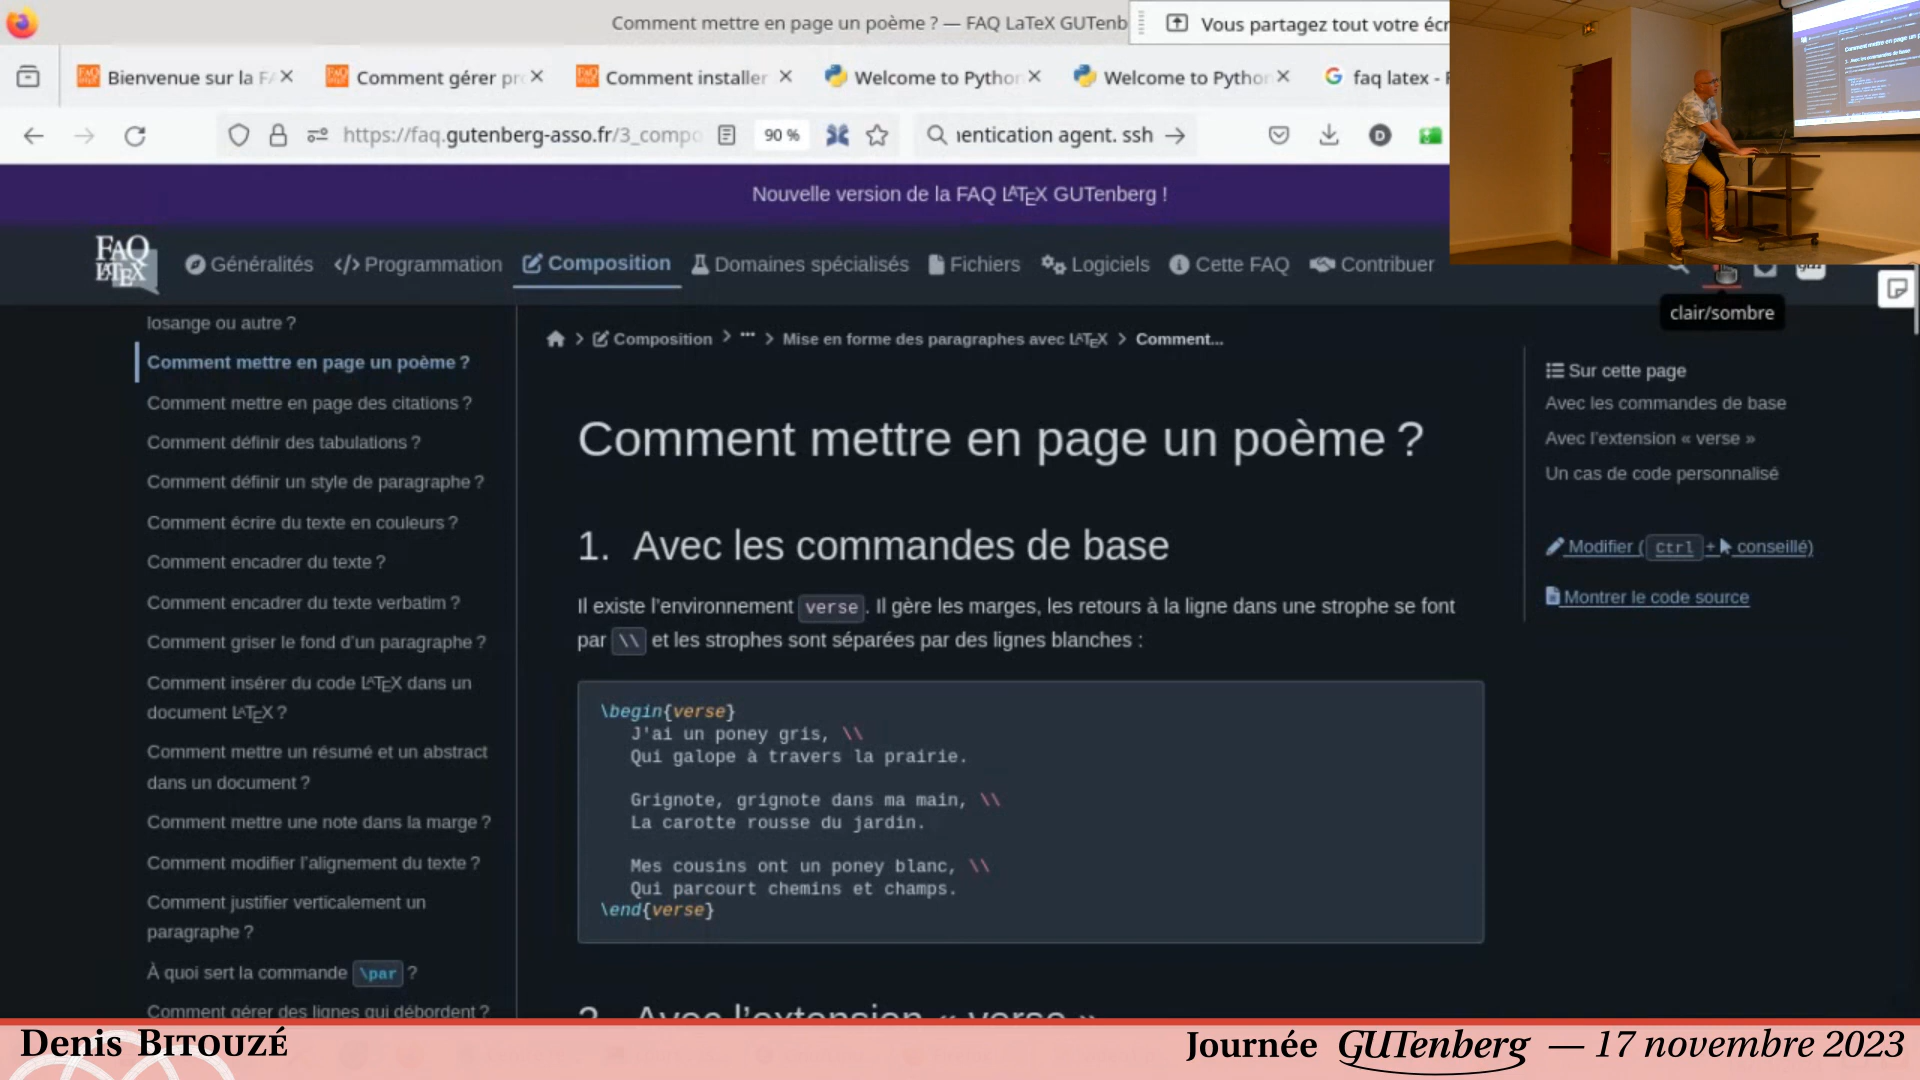 Comment mettre en page un poème ? — FAQ LaTeX GUTenb
Vous partagez tout votre écr
Bienvenue sur la FA
Comment gérer pr
Comment installer
Welcome to Python
Welcome to Python
faq latex - 
https://faq.gutenberg-asso.fr/3_compo
90 %
entication agent. ssh
Nouvelle version de la FAQ LATEX GUTenberg !
FAQ LATEX
Généralités
</> Programmation
Composition
Domaines spécialisés
Fichiers
Logiciels
Cette FAQ
Contribuer
clair/sombre
losange ou autre ?
Comment mettre en page un poème ?
Comment mettre en page des citations ?
Comment définir des tabulations ?
Comment définir un style de paragraphe ?
Comment écrire du texte en couleurs ?
Comment encadrer du texte ?
Comment encadrer du texte verbatim ?
Comment griser le fond d'un paragraphe ?
Comment insérer du code LATEX dans un
document LATEX ?
Comment mettre un résumé et un abstract
dans un document ?
Comment mettre une note dans la marge ?
Comment modifier l'alignement du texte ?
Comment justifier verticalement un
paragraphe ?
À quoi sert la commande \par ?
Comment gérer des lignes qui débordent ?
Composition > ··· > Mise en forme des paragraphes avec LATEX > Comment...
Comment mettre en page un poème ?
1. Avec les commandes de base
Il existe l'environnement verse. Il gère les marges, les retours à la ligne dans une strophe se font
par \\ et les strophes sont séparées par des lignes blanches :
\begin{verse}
J'ai un poney gris, \\
Qui galope à travers la prairie.
Grignote, grignote dans ma main, \\
La carotte rousse du jardin.
Mes cousins ont un poney blanc, \\
Qui parcourt chemins et champs.
\end{verse}
2. Avec l'extension « verse »
Sur cette page
Avec les commandes de base
Avec l'extension « verse »
Un cas de code personnalisé
Modifier ( Ctrl + conseillé)
Montrer le code source
Denis BITOUZÉ
Journée GUTenberg — 17 novembre 2023